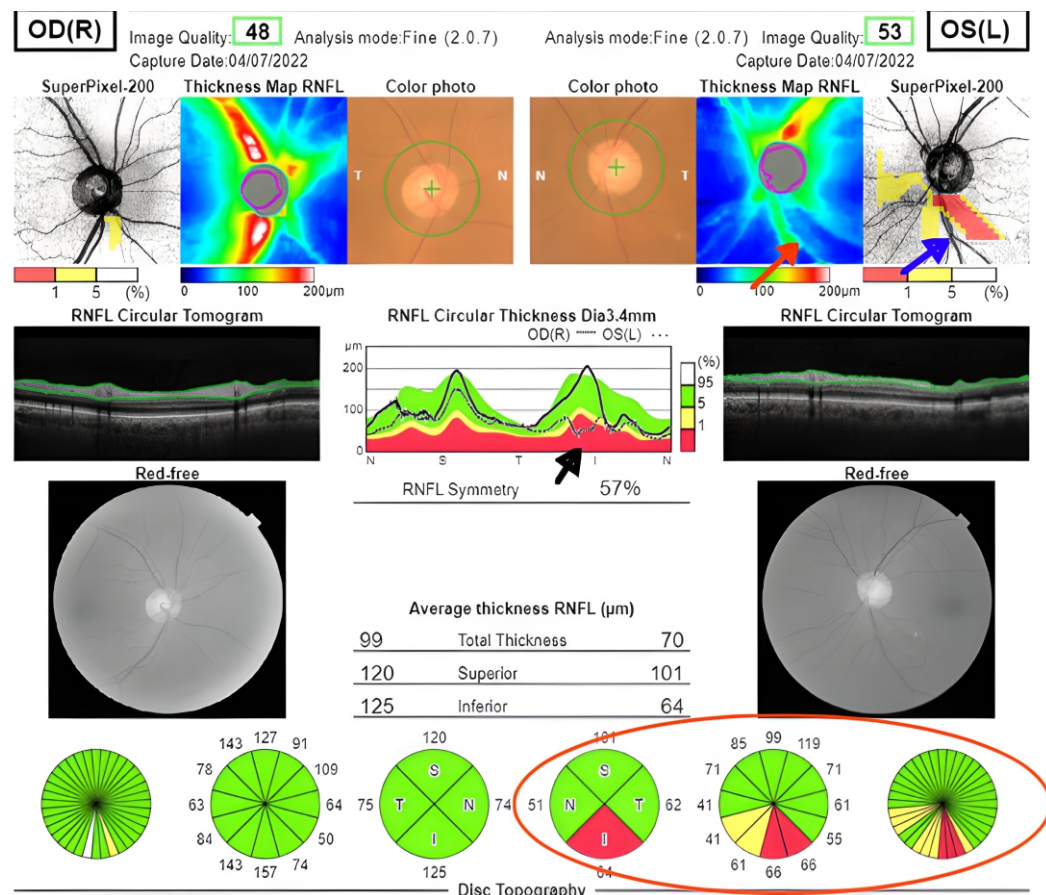 OD(R) Image Quality: 48 Analysis mode:Fine (2.0.7) Analysis mode:Fine (2.0.7) Image Quality: 53 OS(L)
Capture Date:04/07/2022 Capture Date:04/07/2022
SuperPixel-200 Thickness Map RNFL Color photo Color photo Thickness Map RNFL SuperPixel-200
T N N T
0 100 200µm 0 100 200µm
1 5 (%) 1 5 (%)
RNFL Circular Tomogram RNFL Circular Thickness Dia3.4mm RNFL Circular Tomogram
OD(R) OS(L)
µm (%)
200 95
5
100 1
0
N S T I N
RNFL Symmetry 57%
Red-free Red-free
Average thickness RNFL (µm)
99 Total Thickness 70
120 Superior 101
125 Inferior 64
143 127 91 120 101 85 99 119
78 109 71 71
63 64 75 T S N I 74 51 N S T I 62 41 61
84 50 41 55
143 157 74 125 64 61 66 66
Disc Topography